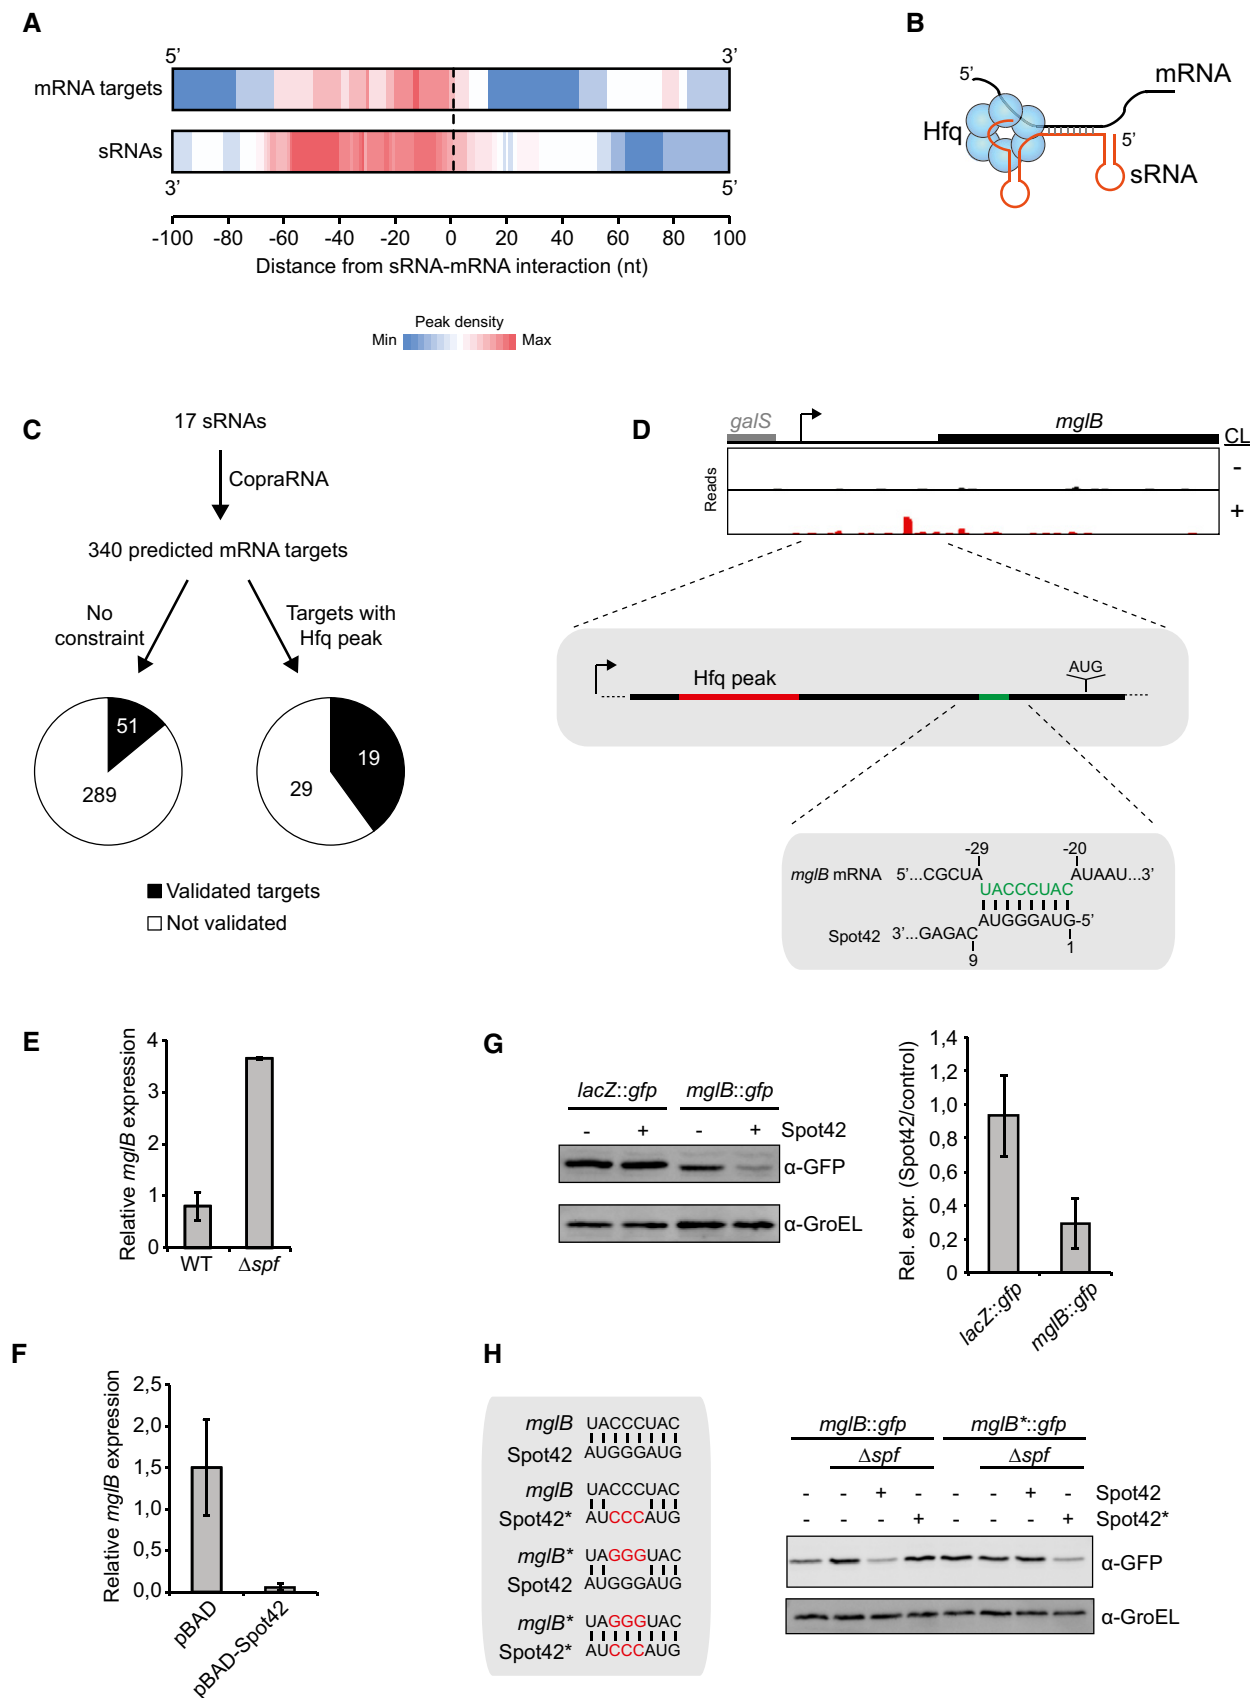 A
5’
3’
mRNA targets
sRNAs
3’
5’
-100 -80 -60 -40 -20 0 20 40 60 80 100
Distance from sRNA-mRNA interaction (nt)
Peak density
Min
Max
B
5’
mRNA
Hfq
5’
sRNA
C
17 sRNAs
CopraRNA
340 predicted mRNA targets
No
constraint
Targets with
Hfq peak
51
289
19
29
Validated targets
Not validated
D
galS
mglB
CL
Reads
-
+
Hfq peak
AUG
-29
-20
mglB mRNA 5’...CGCUA UACCCUAC AUAAU...3’
Spot42 3’...GAGAC AUGGGAUG-5’
9
1
E
Relative mglB expression
4
3
2
1
0
WT
Δspf
F
Relative mglB expression
2,5
2,0
1,5
1,0
0,5
0,0
pBAD
pBAD-Spot42
G
lacZ::gfp mglB::gfp
- + - + Spot42
α-GFP
α-GroEL
Rel. expr. (Spot42/control)
1,4
1,2
1,0
0,8
0,6
0,4
0,2
0
lacZ::gfp
mglB::gfp
H
mglB UACCCUAC
Spot42 AUGGGAUG
mglB UACCCUAC
Spot42* AUCCCAUG
mglB* UAGGGUAC
Spot42 AUGGGAUG
mglB* UAGGGUAC
Spot42* AUCCCAUG
mglB::gfp mglB*::gfp
Δspf Δspf
- - + - - - + - Spot42
- - - + - - - + Spot42*
α-GFP
α-GroEL